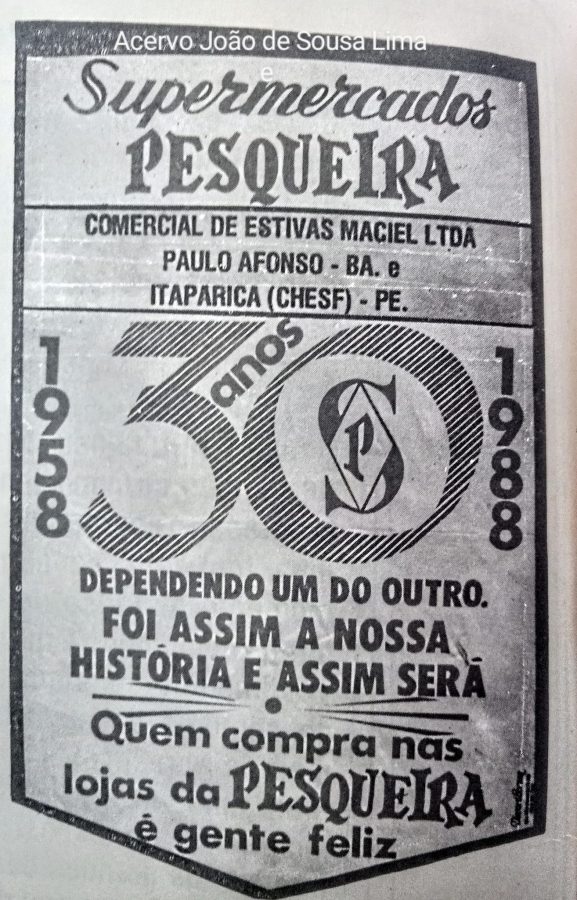 Acervo João de Sousa Lima
e
Supermercados
PESQUEIRA
COMERCIAL DE ESTIVAS MACIEL LTDA
PAULO AFONSO - BA. e
ITAPARICA (CHESF) - PE.
1958
30
anos
SP
1988
DEPENDENDO UM DO OUTRO.
FOI ASSIM A NOSSA
HISTÓRIA E ASSIM SERÁ
Quem compra nas
lojas da PESQUEIRA
é gente feliz